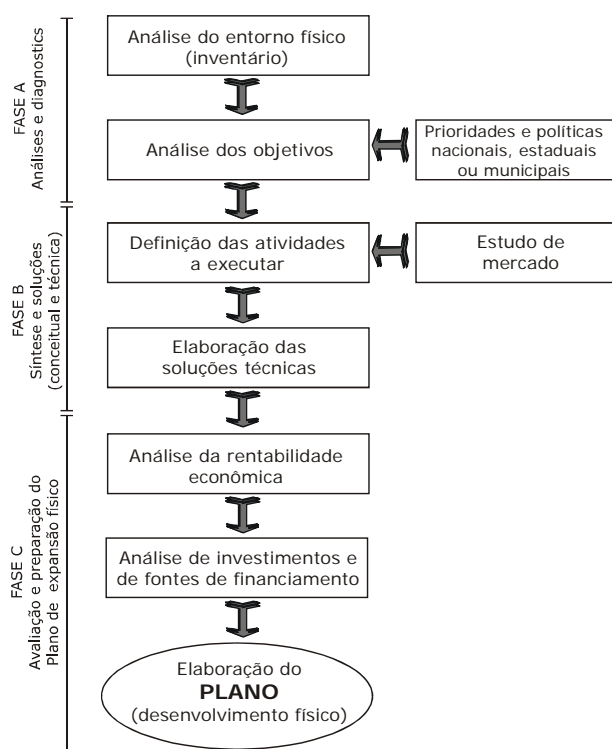 FASE A
Análises e diagnostics
Análise do entorno físico
(inventário)
Análise dos objetivos
Prioridades e políticas
nacionais, estaduais
ou municipais
FASE B
Síntese e soluções
(conceitual e técnica)
Definição das atividades
a executar
Estudo de
mercado
Elaboração das
soluções técnicas
FASE C
Avaliação e preparação do
Plano de expansão físico
Análise da rentabilidade
econômica
Análise de investimentos e
de fontes de financiamento
Elaboração do
PLANO
(desenvolvimento físico)